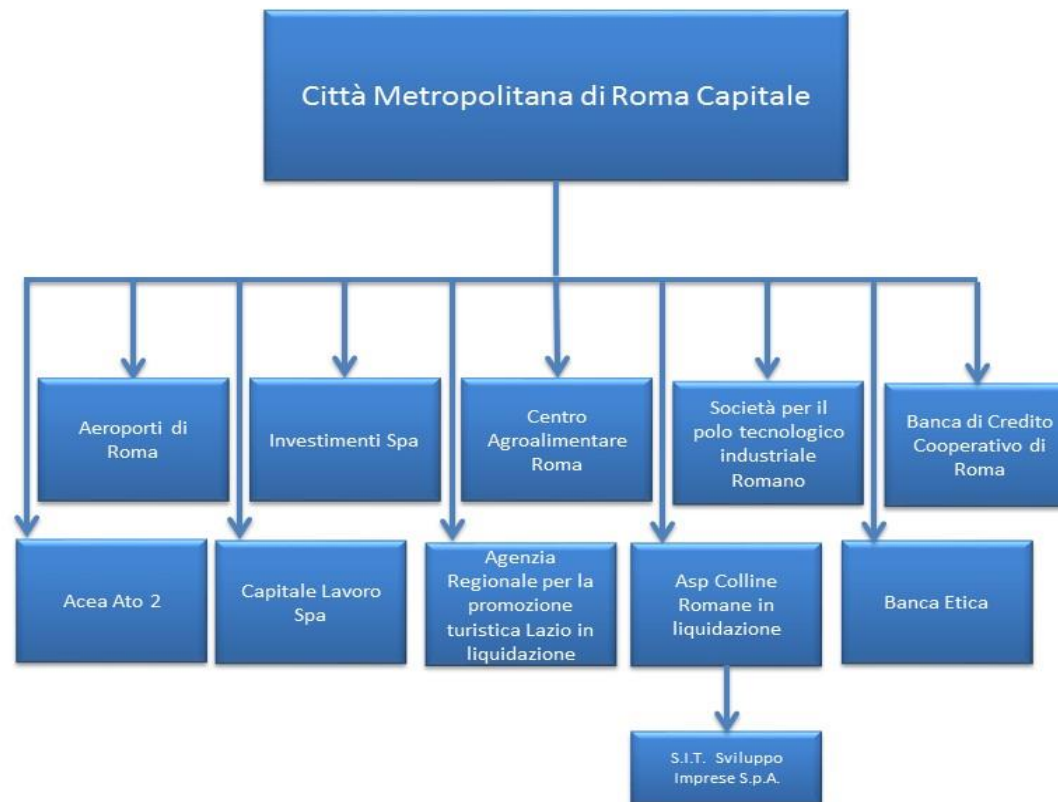 Città Metropolitana di Roma Capitale
Aeroporti di
Roma
Investimenti Spa
Centro
Agroalimentare
Roma
Società per il
polo tecnologico
industriale
Romano
Banca di Credito
Cooperativo di
Roma
Acea Ato 2
Capitale Lavoro
Spa
Agenzia
Regionale per la
promozione
turistica Lazio in
liquidazione
Asp Colline
Romane in
liquidazione
Banca Etica
S.I.T. Sviluppo
Imprese S.p.A.